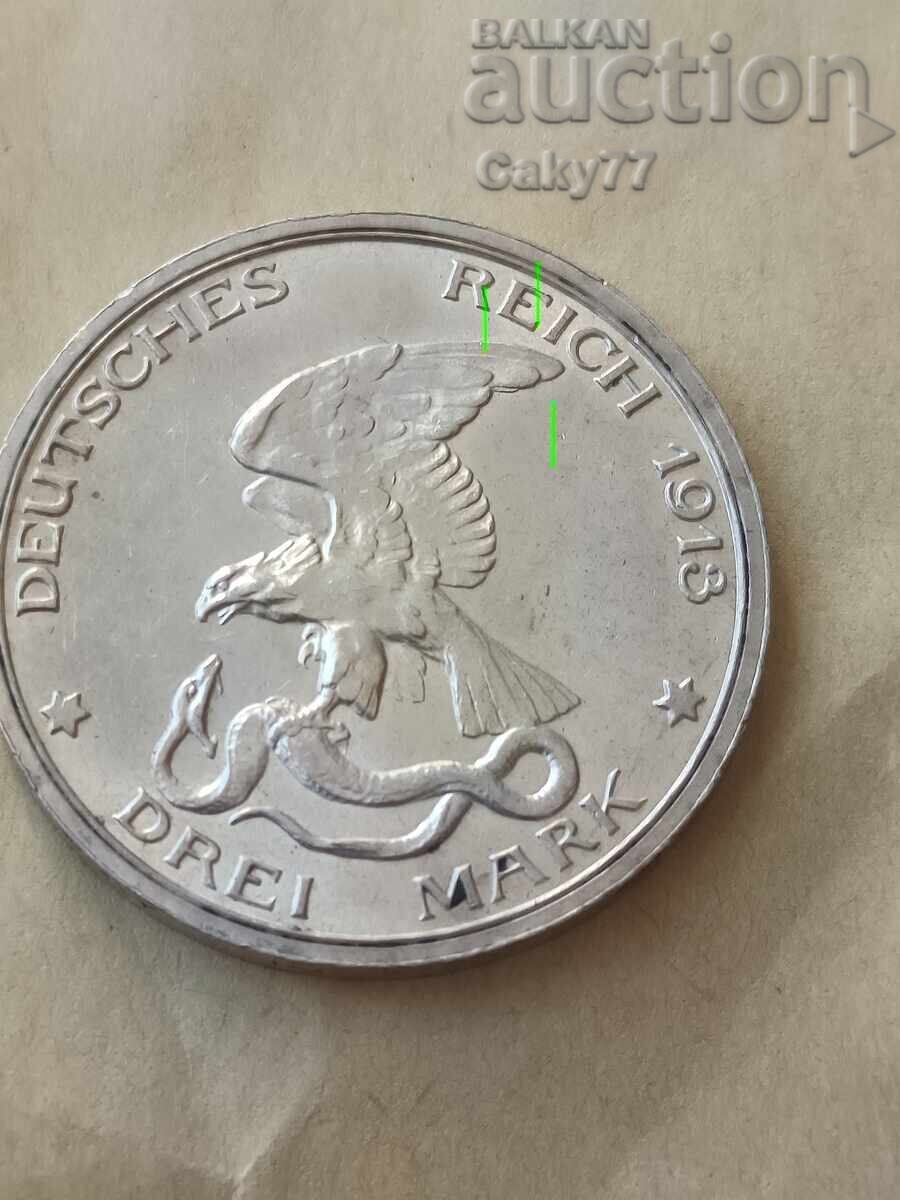 BALKAN
auction
Caky77
DEUTSCHES REICH 1913
DREI MARK